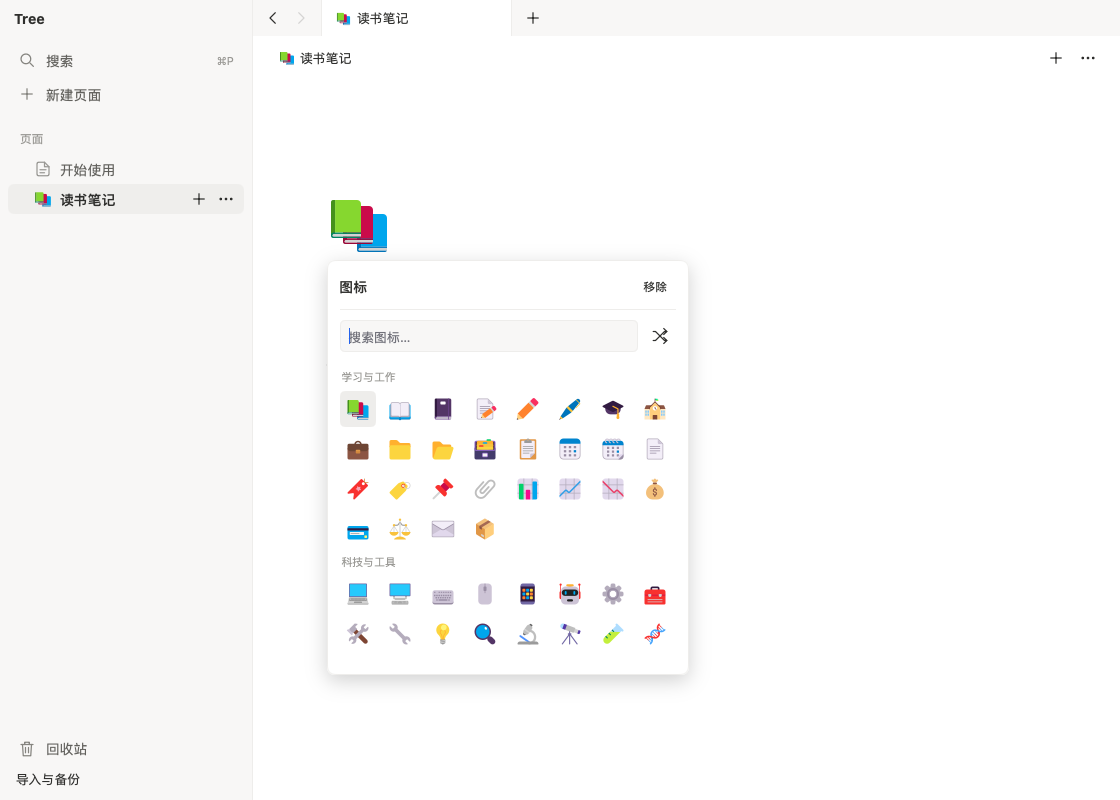 Tree
搜索 ⌘P
新建页面
页面
开始使用
读书笔记
回收站
导入与备份
读书笔记
读书笔记
图标
移除
搜索图标...
学习与工作
科技与工具